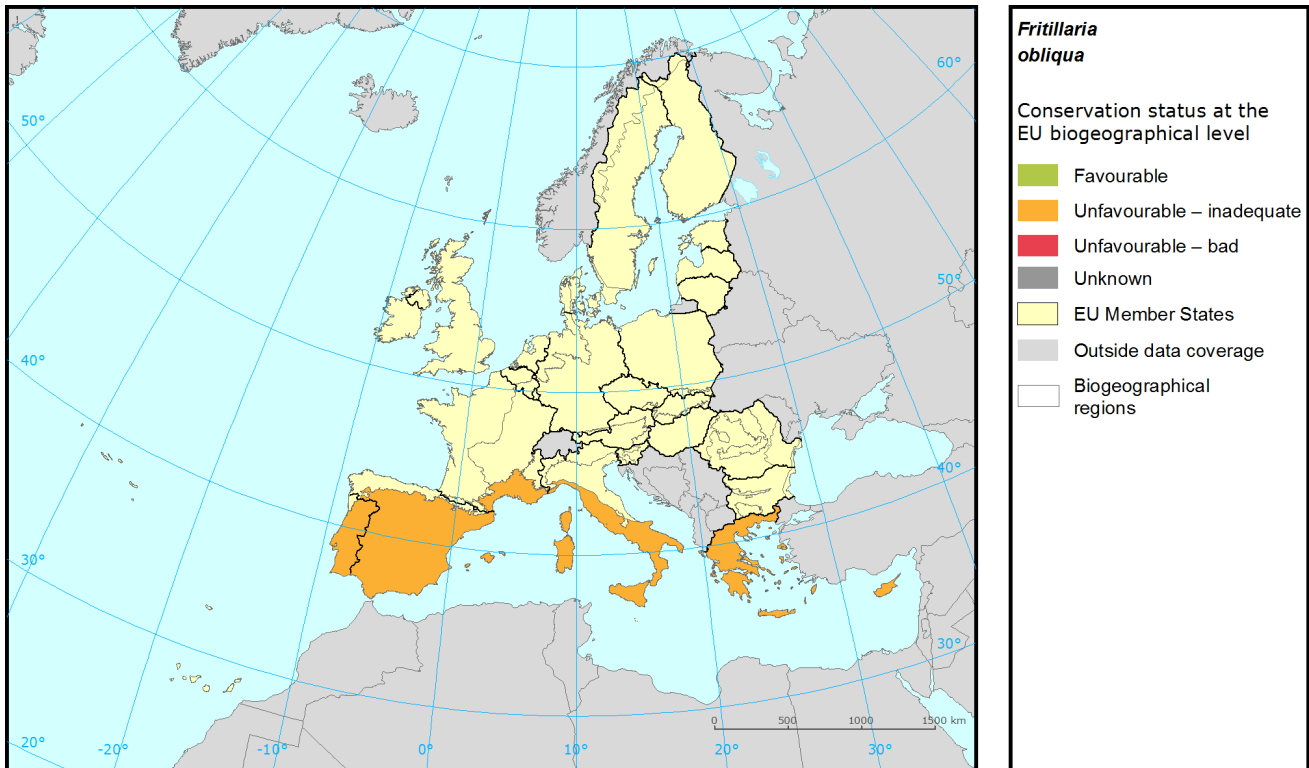 Fritillaria
obliqua
Conservation status at the
EU biogeographical level
Favourable
Unfavourable – inadequate
Unfavourable – bad
Unknown
EU Member States
Outside data coverage
Biogeographical
regions
60°
50°
50°
40°
40°
30°
30°
20°
-20°
-10°
0°
10°
20°
30°
0 500 1000 1500 km